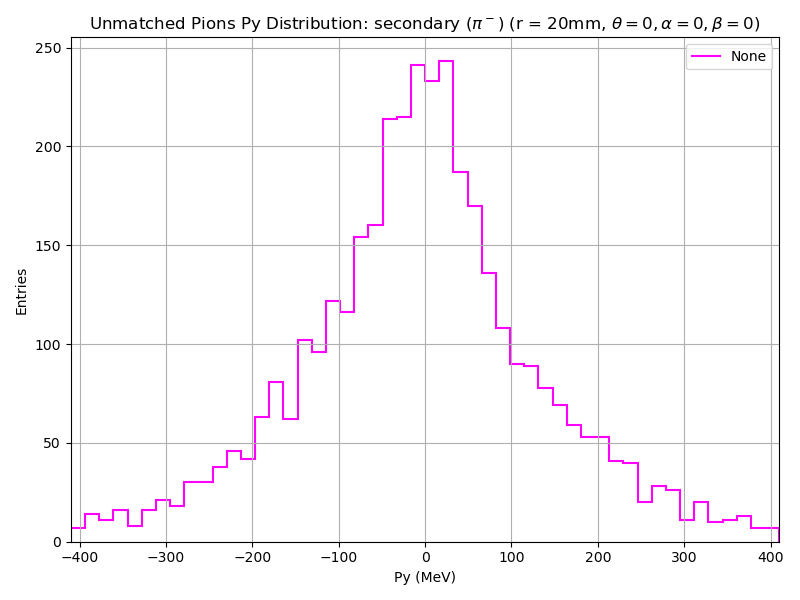 Unmatched Pions Py Distribution: secondary (π⁻) (r = 20mm, θ = 0, α = 0, β = 0)
None
Entries
250
200
150
100
50
0
−400 −300 −200 −100 0 100 200 300 400
Py (MeV)